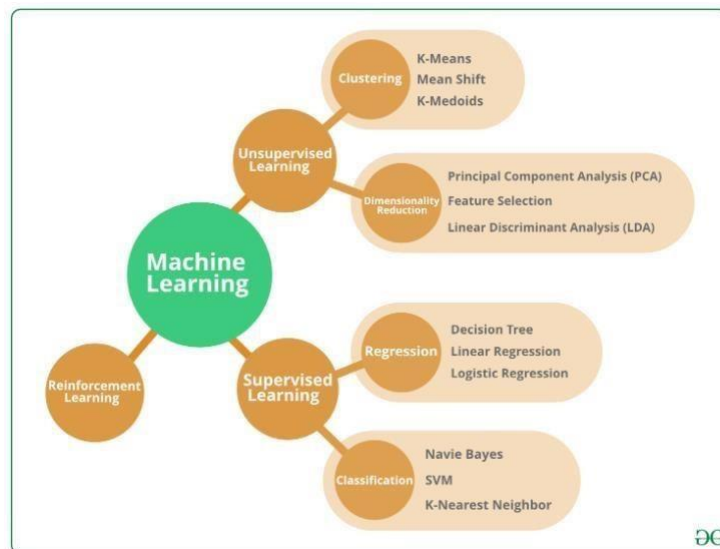 Machine
Learning
Unsupervised
Learning
Clustering
K-Means
Mean Shift
K-Medoids
Dimensionality
Reduction
Principal Component Analysis (PCA)
Feature Selection
Linear Discriminant Analysis (LDA)
Reinforcement
Learning
Supervised
Learning
Regression
Decision Tree
Linear Regression
Logistic Regression
Classification
Navie Bayes
SVM
K-Nearest Neighbor